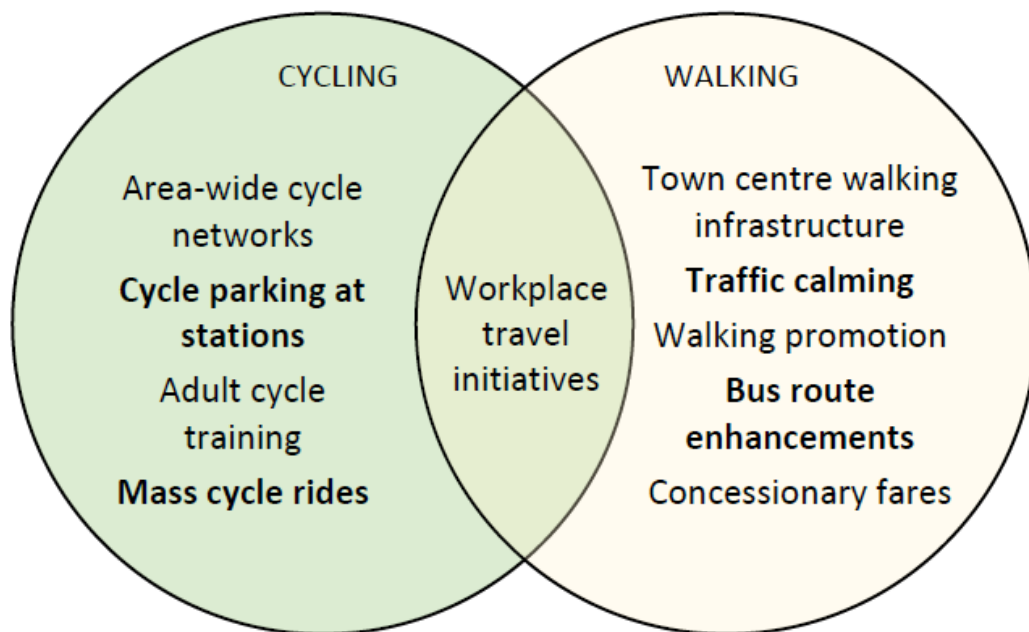 CYCLING
Area-wide cycle
networks
Cycle parking at
stations
Adult cycle
training
Mass cycle rides
Workplace
travel
initiatives
WALKING
Town centre walking
infrastructure
Traffic calming
Walking promotion
Bus route
enhancements
Concessionary fares